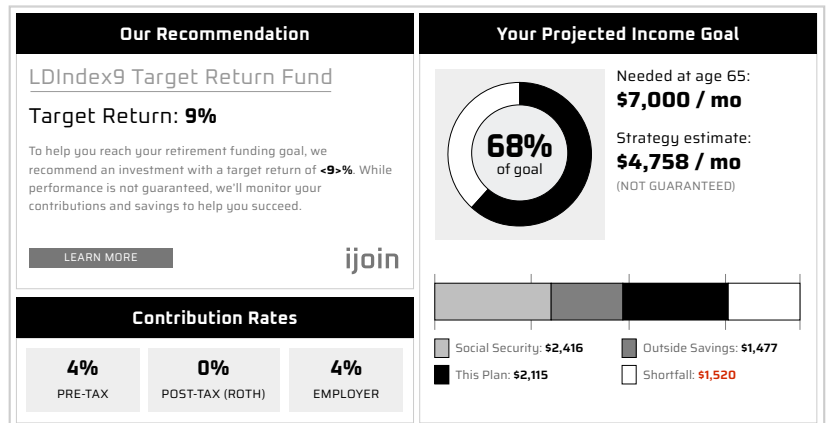 Our Recommendation
LDIndex9 Target Return Fund
Target Return: 9%
To help you reach your retirement funding goal, we
recommend an investment with a target return of <9>%. While
performance is not guaranteed, we'll monitor your
contributions and savings to help you succeed.
LEARN MORE
ijoin
Contribution Rates
4%
PRE-TAX
0%
POST-TAX (ROTH)
4%
EMPLOYER
Your Projected Income Goal
68%
of goal
Needed at age 65:
$7,000 / mo
Strategy estimate:
$4,758 / mo
(NOT GUARANTEED)
Social Security: $2,416
Outside Savings: $1,477
This Plan: $2,115
Shortfall: $1,520